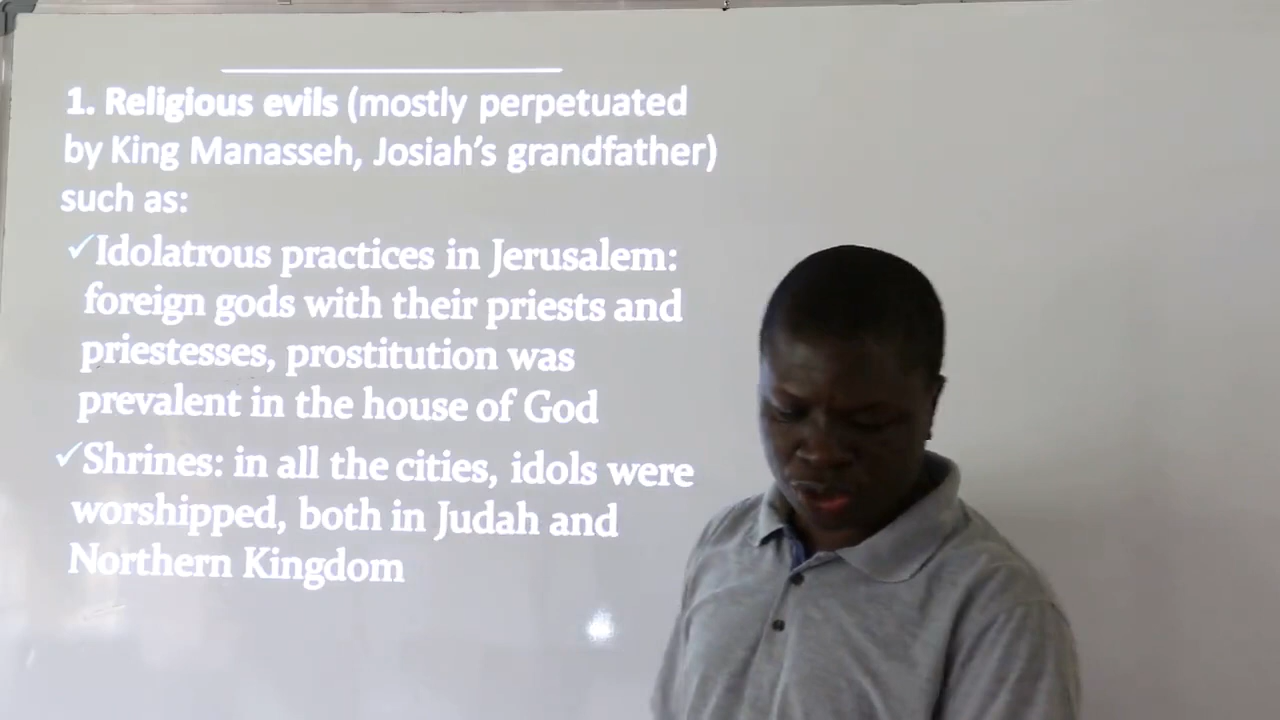 1. Religious evils (mostly perpetuated
by King Manasseh, Josiah's grandfather)
such as:
✓Idolatrous practices in Jerusalem:
foreign gods with their priests and
priestesses, prostitution was
prevalent in the house of God
✓Shrines: in all the cities, idols were
worshipped, both in Judah and
Northern Kingdom